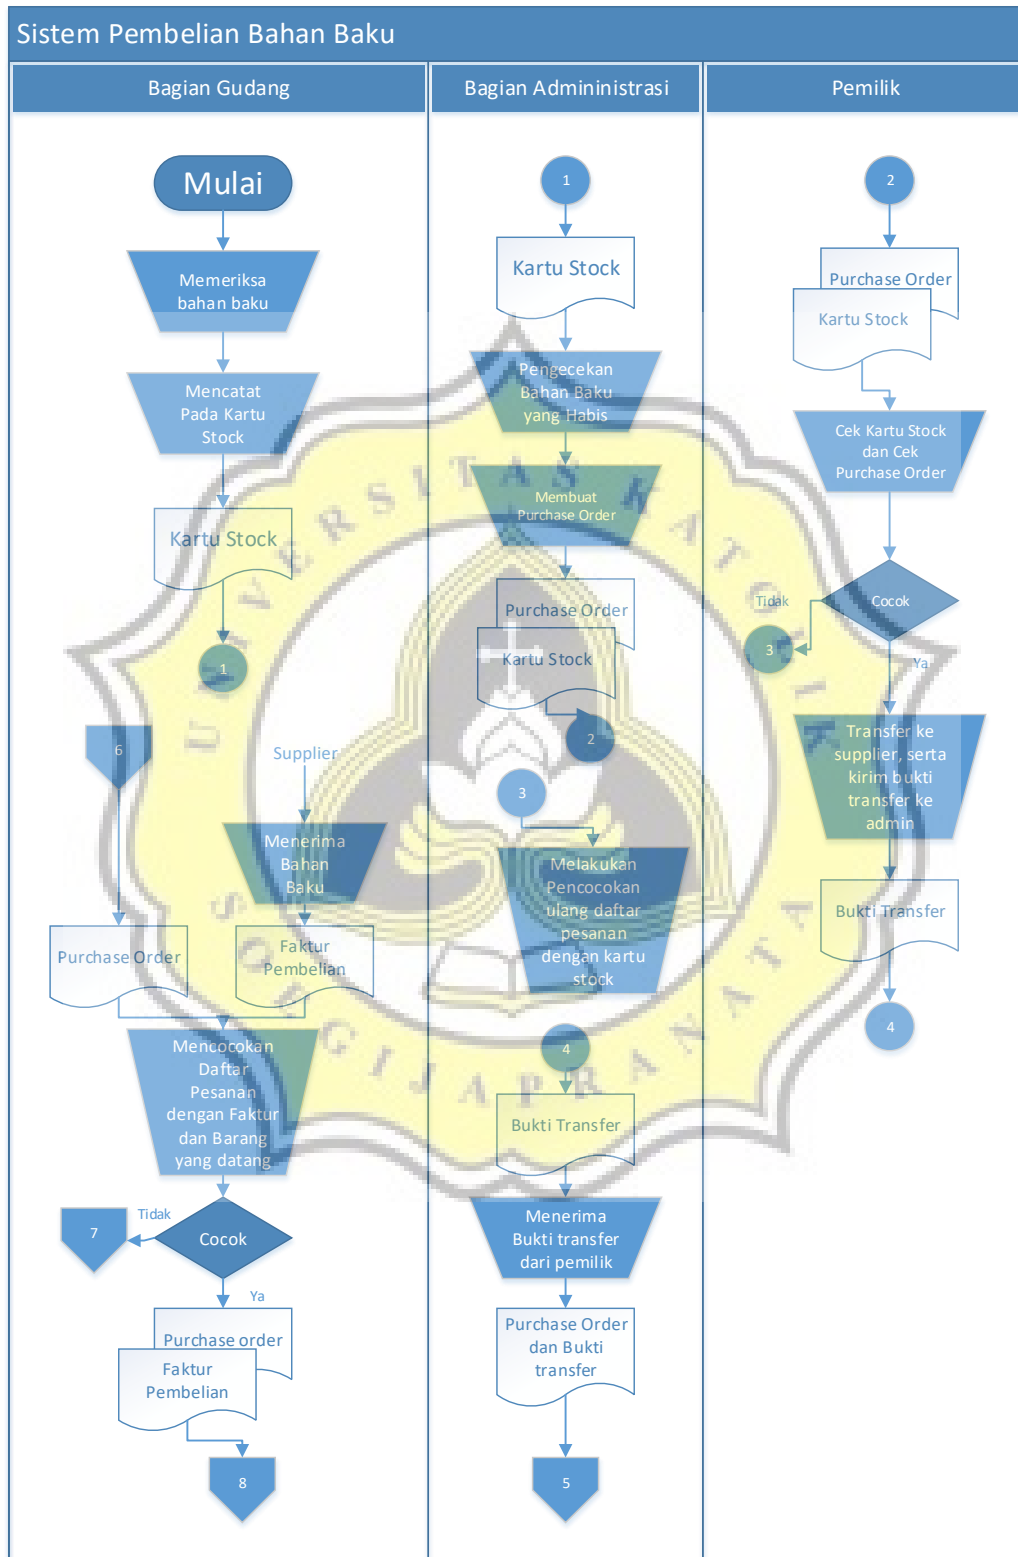 Sistem Pembelian Bahan Baku
Bagian Gudang
Bagian Admininistrasi
Pemilik
Mulai
Memeriksa
bahan baku
Mencatat
Pada Kartu
Stock
Kartu Stock
1
6
Supplier
Menerima
Bahan
Baku
Purchase Order
Faktur
Pembelian
Mencocokan
Daftar
Pesanan
dengan Faktur
dan Barang
yang datang
Tidak
7
Cocok
Ya
Purchase order
Faktur
Pembelian
8
1
Kartu Stock
Pengecekan
Bahan Baku
yang Habis
Membuat
Purchase Order
Purchase Order
Kartu Stock
2
3
Melakukan
Pencocokan
ulang daftar
pesanan
dengan kartu
stock
4
Bukti Transfer
Menerima
Bukti transfer
dari pemilik
Purchase Order
dan Bukti
transfer
5
2
Purchase Order
Kartu Stock
Cek Kartu Stock
dan Cek
Purchase Order
Tidak
Cocok
3
Ya
Transfer ke
supplier, serta
kirim bukti
transfer ke
admin
Bukti Transfer
4
UNIVERSITAS KATOLIK
SOEGIJAPRANATA